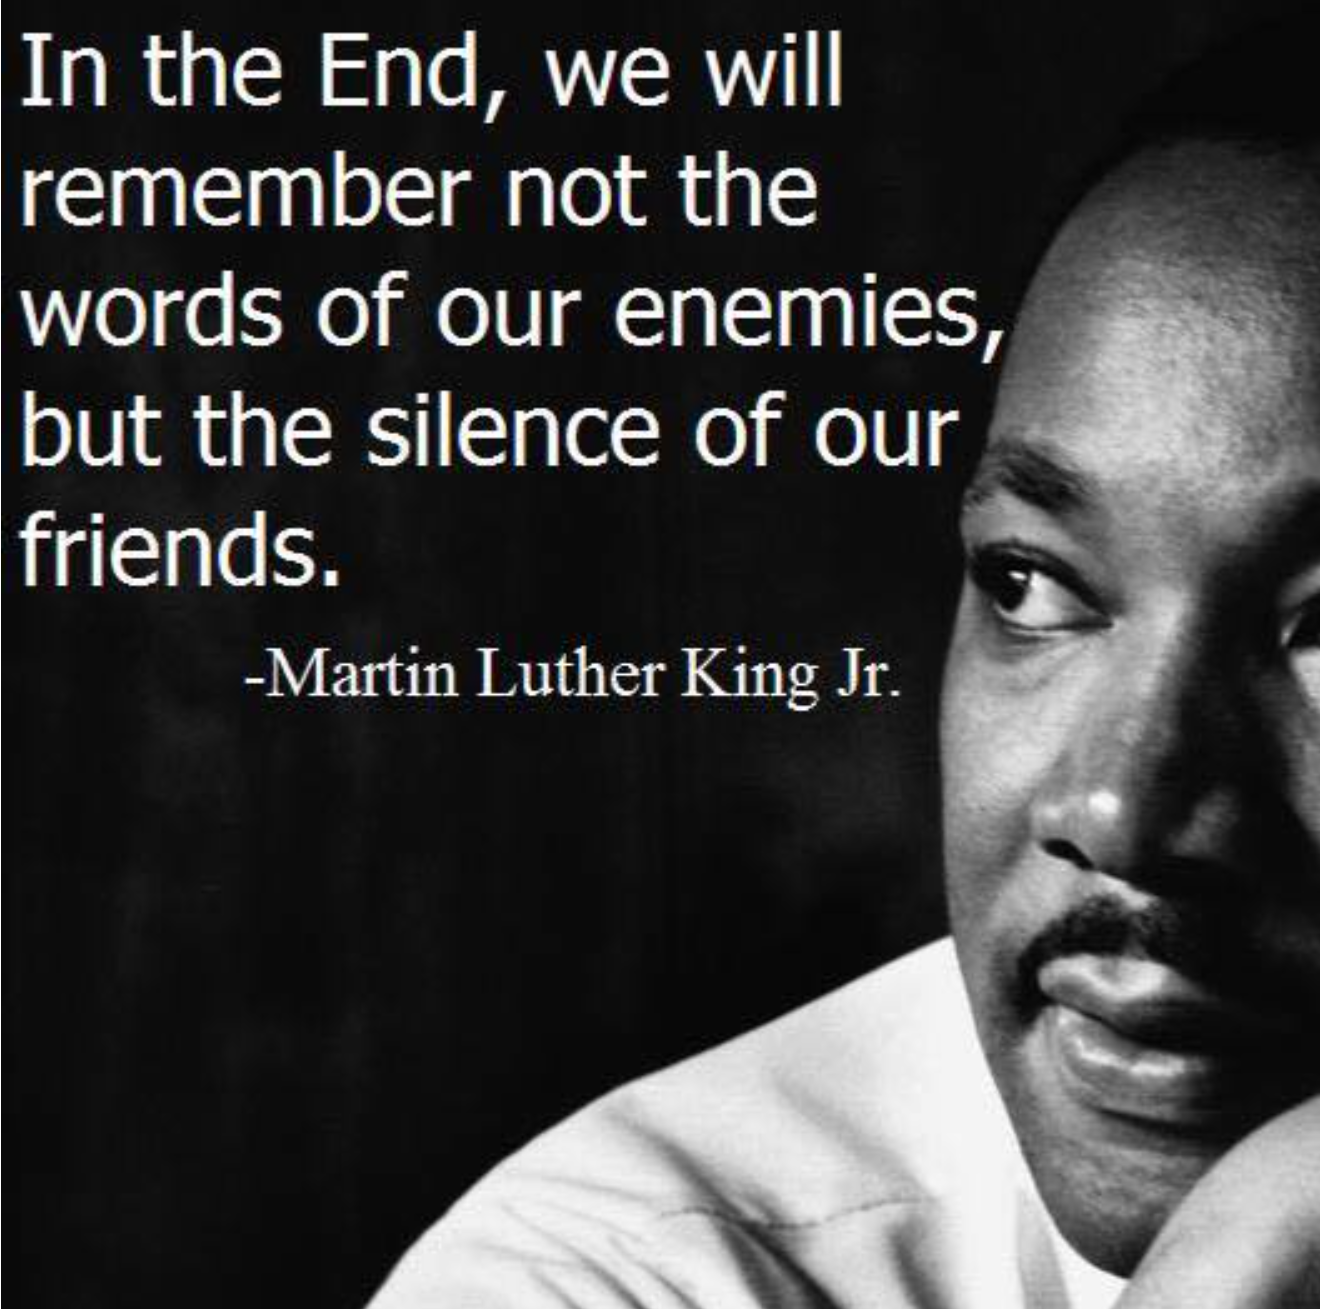 In the End, we will
remember not the
words of our enemies,
but the silence of our
friends.
-Martin Luther King Jr.